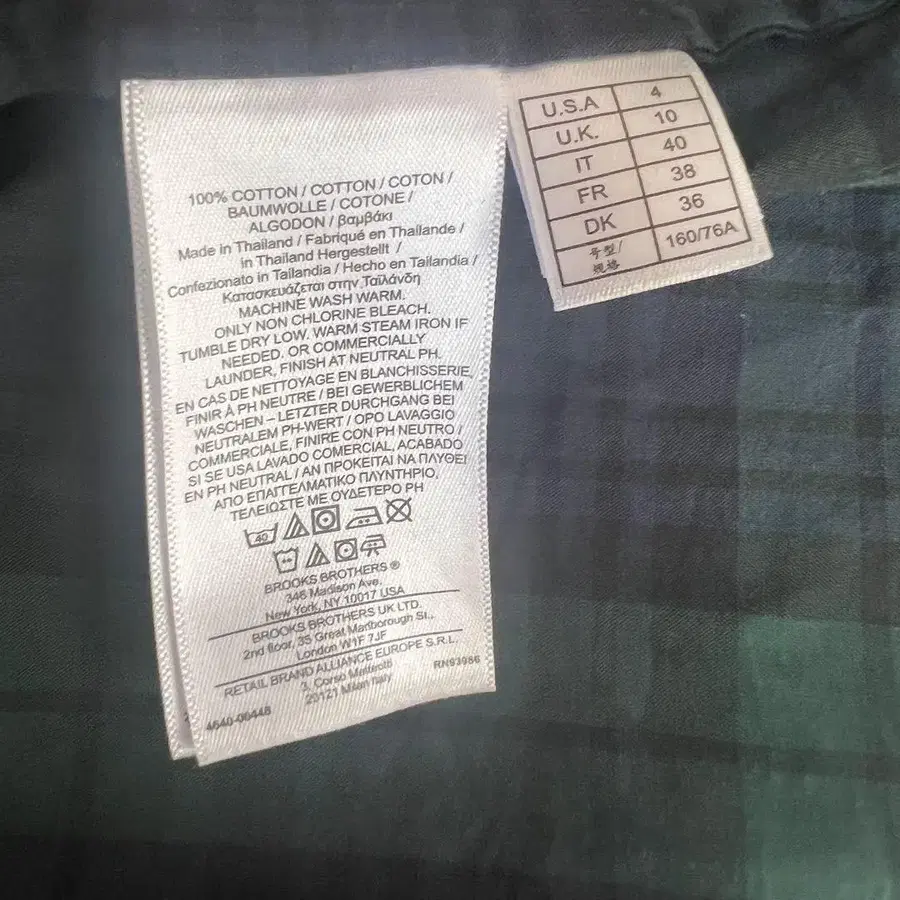 100% COTTON / COTTON / COTON /
BAUMWOLLE / COTONE /
ALGODON / βαμβάκι
Made in Thailand / Fabriqué en Thaïlande /
in Thailand Hergestellt /
Confezionato in Tailandia / Hecho en Tailandia /
Κατασκευάζεται στην Ταϊλάνδη
MACHINE WASH WARM.
ONLY NON CHLORINE BLEACH.
TUMBLE DRY LOW. WARM STEAM IRON IF
NEEDED. OR COMMERCIALLY
LAUNDER, FINISH AT NEUTRAL PH.
EN CAS DE NETTOYAGE EN BLANCHISSERIE,
FINIR À PH NEUTRE / BEI GEWERBLICHEM
WASCHEN – LETZTER DURCHGANG BEI
NEUTRALEM PH-WERT / OPO LAVAGGIO
COMMERCIALE, FINIRE CON PH NEUTRO /
SI SE USA LAVADO COMERCIAL, ACABADO
EN PH NEUTRAL / ΑΝ ΠΡΟΚΕΙΤΑΙ ΝΑ ΠΛΥΘΕΙ
ΑΠΟ ΕΠΑΓΓΕΛΜΑΤΙΚΟ ΠΛΥΝΤΗΡΙΟ,
ΤΕΛΕΙΩΣΤΕ ΜΕ ΟΥΔΕΤΕΡΟ PH
40
BROOKS BROTHERS ®
346 Madison Ave.
New York, NY 10017 USA
BROOKS BROTHERS UK LTD.
2nd floor, 35 Great Marlborough St.,
London W1F 7JF
RETAIL BRAND ALLIANCE EUROPE S.R.L.
3, Corso Matteotti
20121 Milan Italy
RN93986
4640-00448
U.S.A 4
U.K. 10
IT 40
FR 38
DK 36
号型/
规格 160/76A